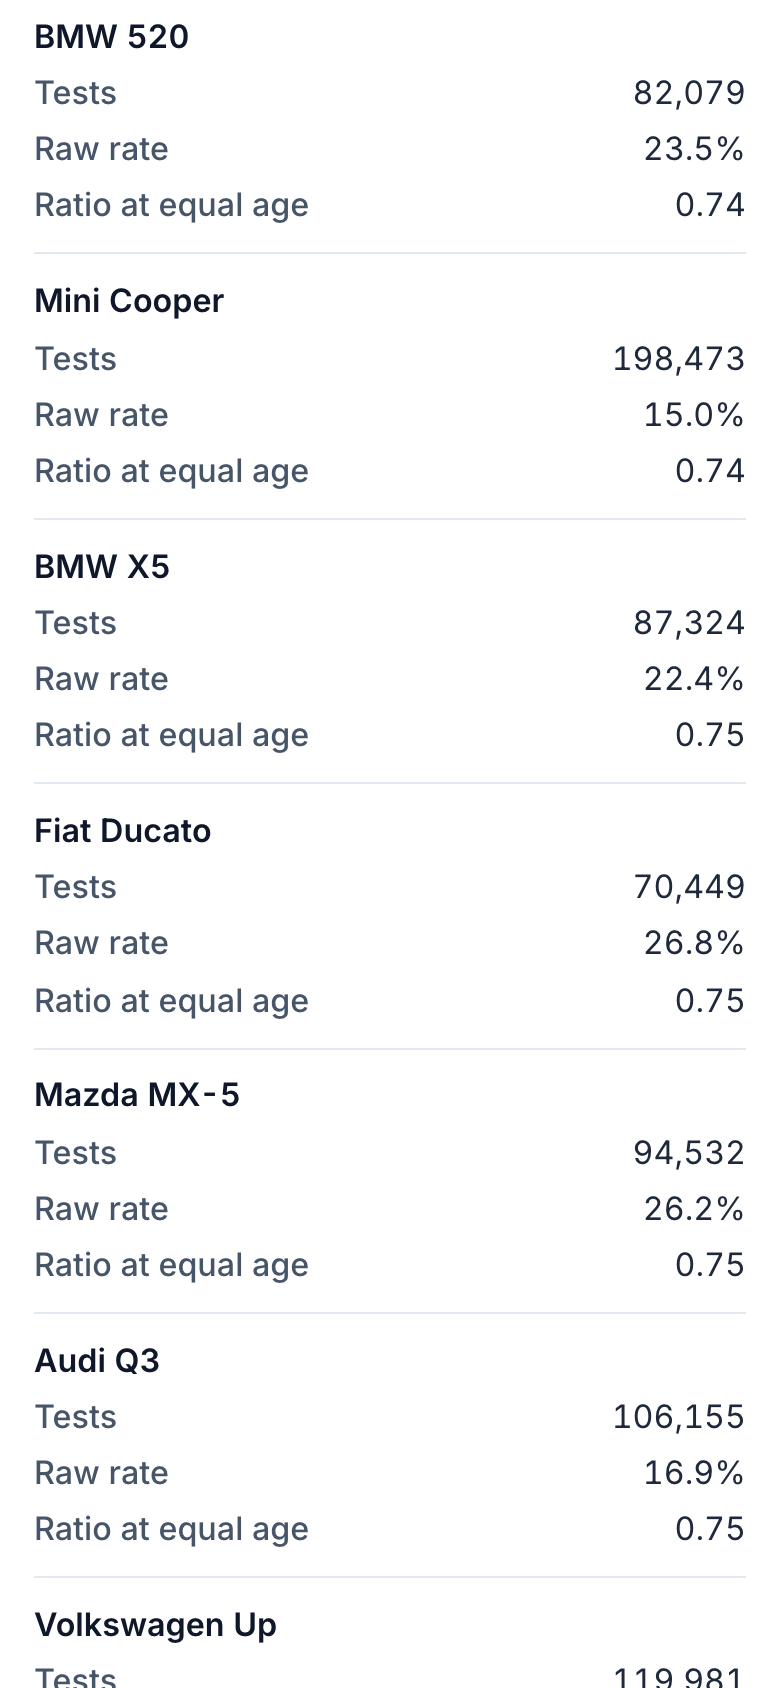 BMW 520
Tests 82,079
Raw rate 23.5%
Ratio at equal age 0.74
Mini Cooper
Tests 198,473
Raw rate 15.0%
Ratio at equal age 0.74
BMW X5
Tests 87,324
Raw rate 22.4%
Ratio at equal age 0.75
Fiat Ducato
Tests 70,449
Raw rate 26.8%
Ratio at equal age 0.75
Mazda MX-5
Tests 94,532
Raw rate 26.2%
Ratio at equal age 0.75
Audi Q3
Tests 106,155
Raw rate 16.9%
Ratio at equal age 0.75
Volkswagen Up
Tests 119,981